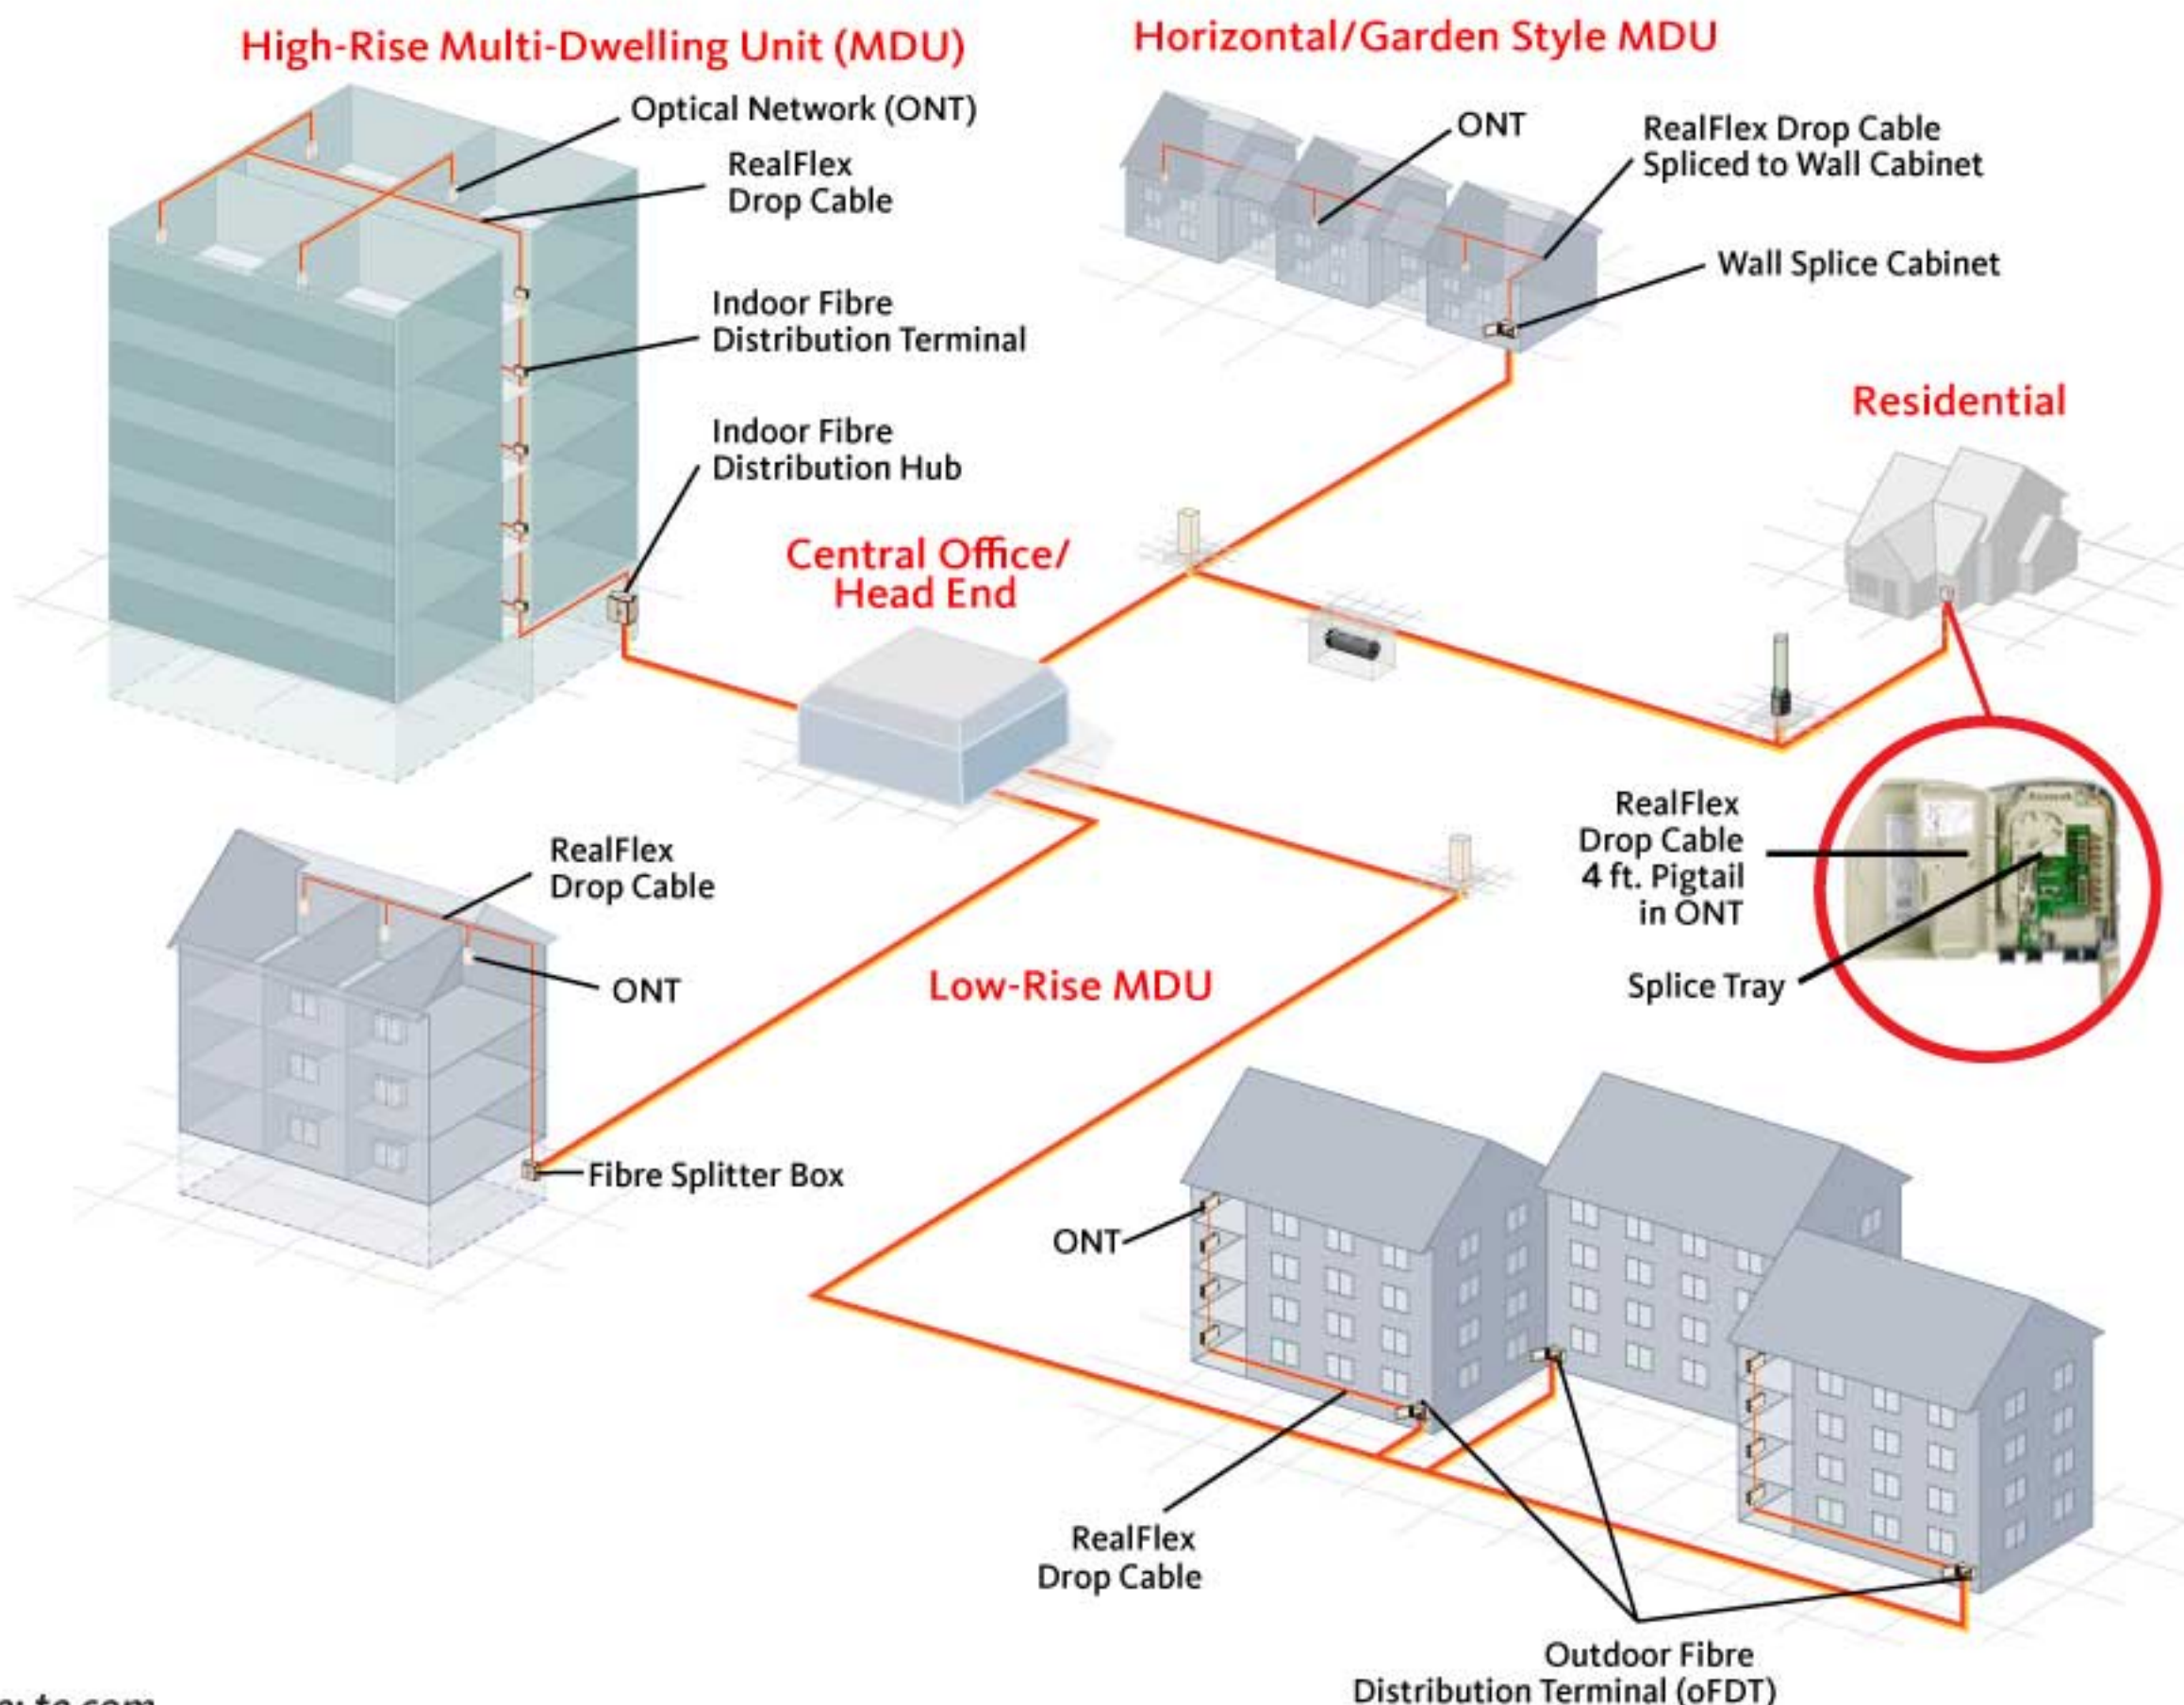 High-Rise Multi-Dwelling Unit (MDU)
Optical Network (ONT)
RealFlex
Drop Cable
Indoor Fibre
Distribution Terminal
Indoor Fibre
Distribution Hub
Horizontal/Garden Style MDU
ONT
RealFlex Drop Cable
Spliced to Wall Cabinet
Wall Splice Cabinet
Residential
Central Office/
Head End
RealFlex
Drop Cable
4 ft. Pigtail
in ONT
Splice Tray
RealFlex
Drop Cable
ONT
Fibre Splitter Box
Low-Rise MDU
ONT
RealFlex
Drop Cable
Outdoor Fibre
Distribution Terminal (oFDT)
te.com